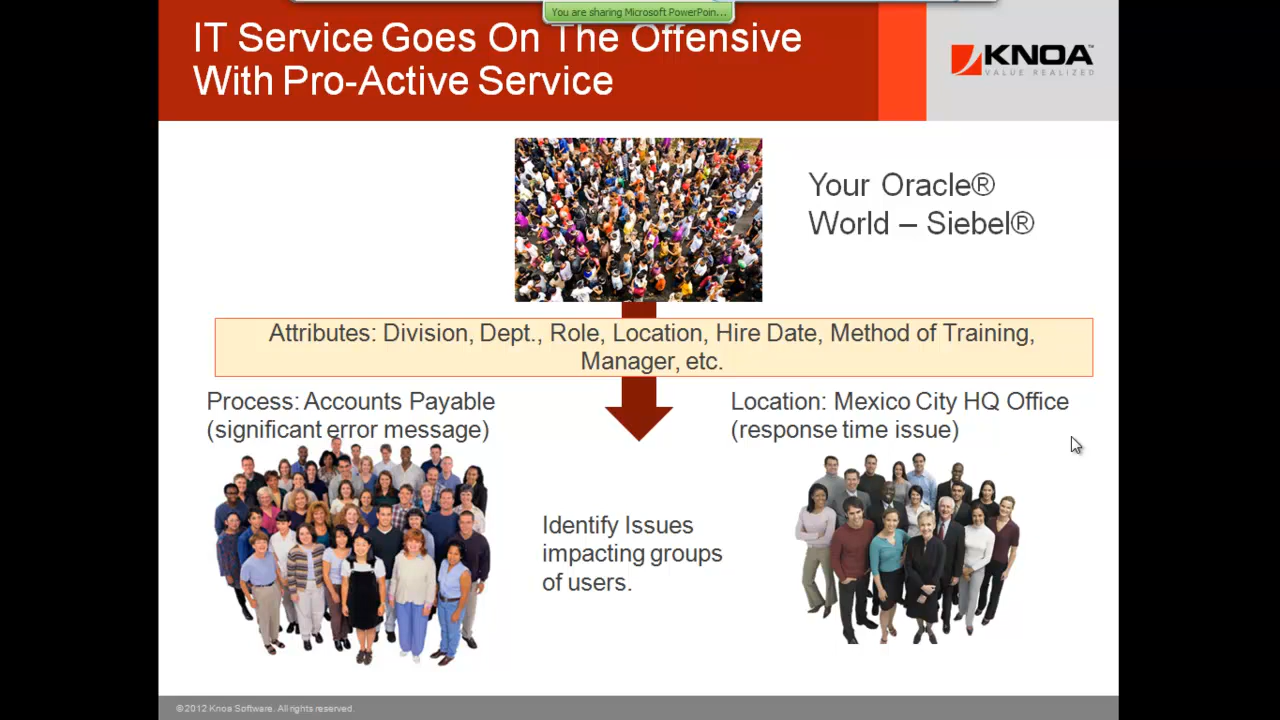 You are sharing Microsoft PowerPoin...
IT Service Goes On The Offensive
With Pro-Active Service
KNOA™
VALUE REALIZED
Your Oracle®
World – Siebel®
Attributes: Division, Dept., Role, Location, Hire Date, Method of Training,
Manager, etc.
Process: Accounts Payable
(significant error message)
Location: Mexico City HQ Office
(response time issue)
Identify Issues
impacting groups
of users.
©2012 Knoa Software. All rights reserved.